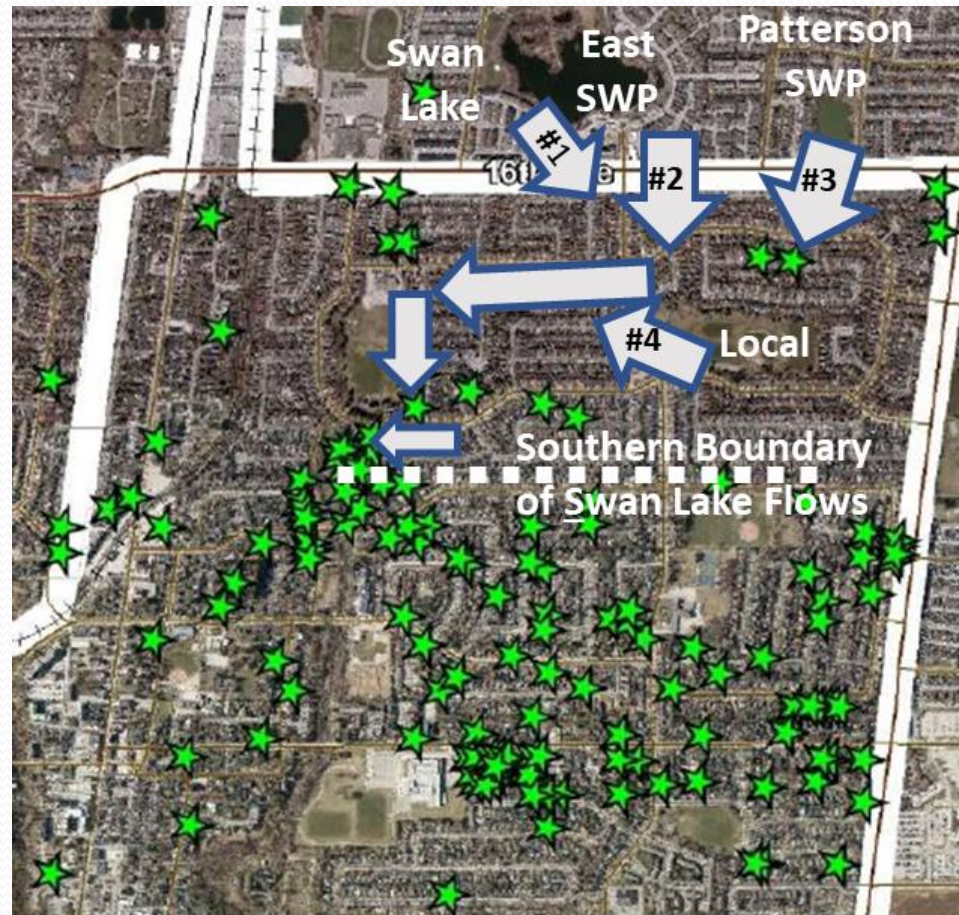 Swan
Lake
East
SWP
Patterson
SWP
#1
#2
#3
#4
Local
Southern Boundary
of Swan Lake Flows